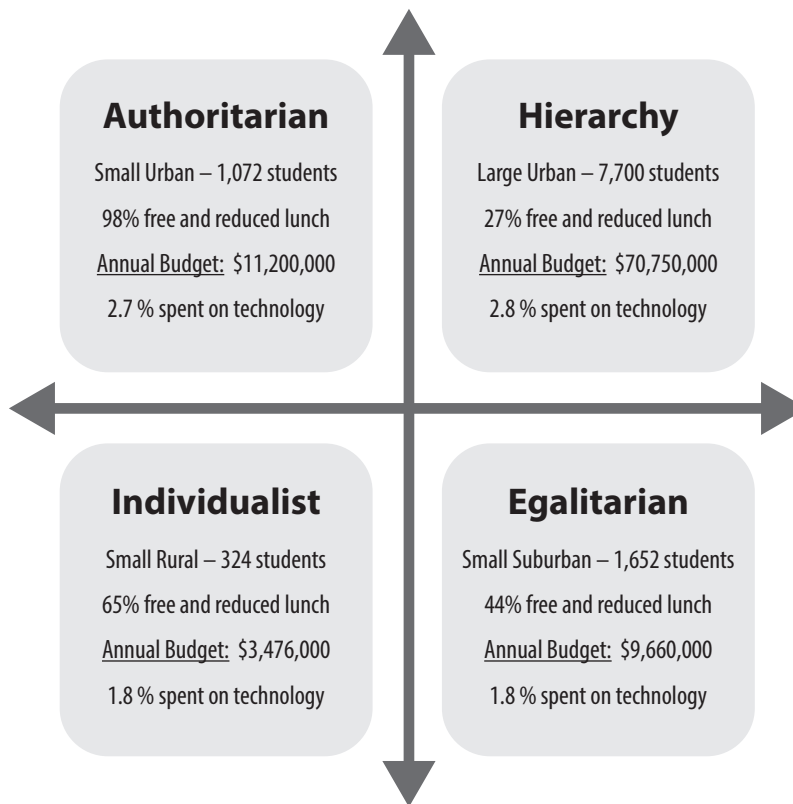 Authoritarian
Small Urban – 1,072 students
98% free and reduced lunch
Annual Budget: $11,200,000
2.7 % spent on technology
Hierarchy
Large Urban – 7,700 students
27% free and reduced lunch
Annual Budget: $70,750,000
2.8 % spent on technology
Individualist
Small Rural – 324 students
65% free and reduced lunch
Annual Budget: $3,476,000
1.8 % spent on technology
Egalitarian
Small Suburban – 1,652 students
44% free and reduced lunch
Annual Budget: $9,660,000
1.8 % spent on technology